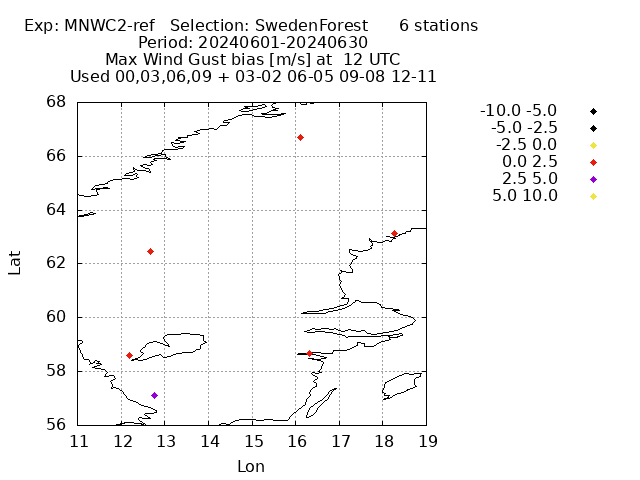 Exp: MNWC2-ref   Selection: SwedenForest      6 stations
Period: 20240601-20240630
Max Wind Gust bias [m/s] at  12 UTC
Used 00,03,06,09 + 03-02 06-05 09-08 12-11
-10.0 -5.0
-5.0 -2.5
-2.5 0.0
0.0 2.5
2.5 5.0
5.0 10.0
68
66
64
62
60
58
56
Lat
11 12 13 14 15 16 17 18 19
Lon